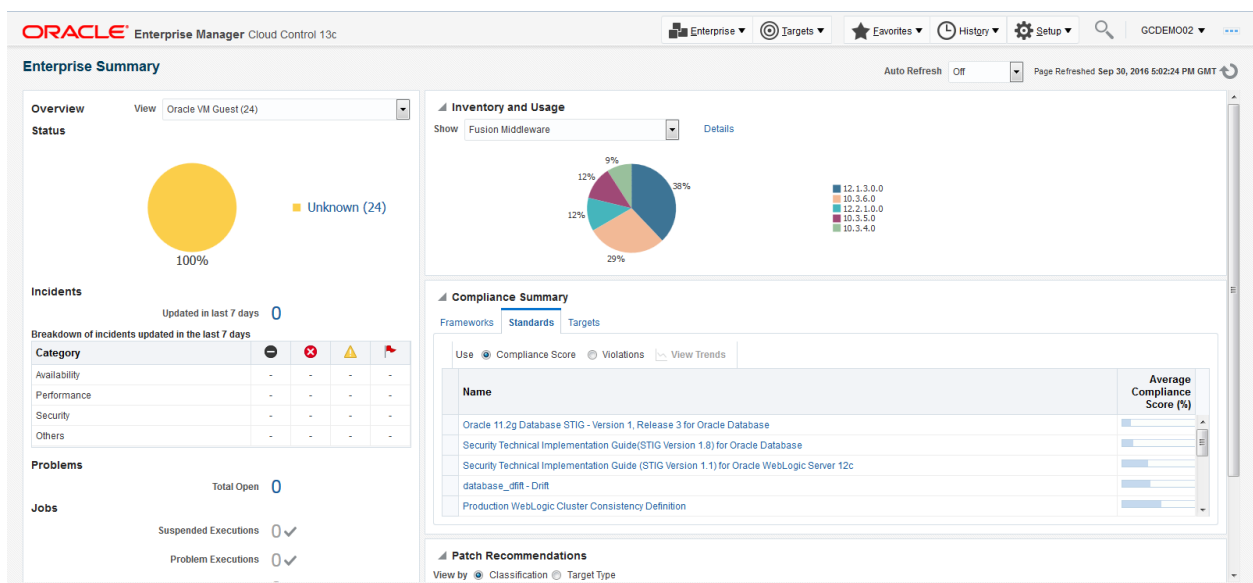 ORACLE Enterprise Manager Cloud Control 13c
Enterprise ▼ Targets ▼ Favorites ▼ History ▼ Setup ▼ GCDEMO02 ▼
Enterprise Summary
Auto Refresh Off Page Refreshed Sep 30, 2016 5:02:24 PM GMT
Overview View Oracle VM Guest (24)
Status
Unknown (24)
100%
Incidents
Updated in last 7 days 0
Breakdown of incidents updated in the last 7 days
Category
Availability - - - -
Performance - - - -
Security - - - -
Others - - - -
Problems
Total Open 0
Jobs
Suspended Executions 0
Problem Executions 0
Inventory and Usage
Show Fusion Middleware Details
9%
12%
38%
12%
29%
12.1.3.0.0
10.3.6.0
12.2.1.0.0
10.3.5.0
10.3.4.0
Compliance Summary
Frameworks Standards Targets
Use Compliance Score Violations View Trends
Name
Average
Compliance
Score (%)
Oracle 11.2g Database STIG - Version 1, Release 3 for Oracle Database
Security Technical Implementation Guide(STIG Version 1.8) for Oracle Database
Security Technical Implementation Guide (STIG Version 1.1) for Oracle WebLogic Server 12c
database_dfift - Drift
Production WebLogic Cluster Consistency Definition
Patch Recommendations
View by Classification Target Type